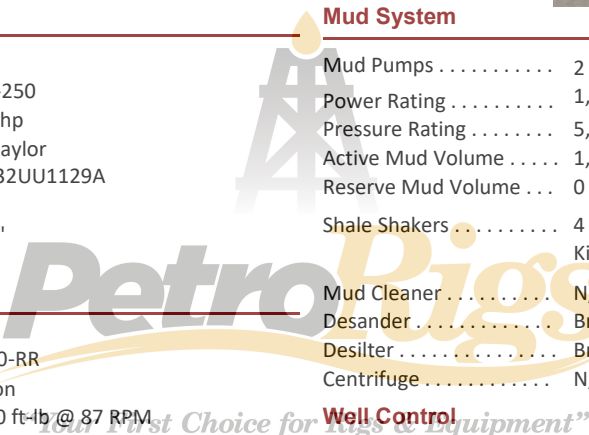 -250
hp
aylor
32UU1129A
"
0-RR
on
0 ft-lb @ 87 RPM
Mud System
Mud Pumps . . . . . . . . . . . 2
Power Rating . . . . . . . . . . 1,
Pressure Rating . . . . . . . . 5,
Active Mud Volume . . . . . 1,
Reserve Mud Volume . . . 0
Shale Shakers . . . . . . . . . . 4
Ki
Mud Cleaner . . . . . . . . . . N,
Desander . . . . . . . . . . . . . Br
Desilter . . . . . . . . . . . . . . . Br
Centrifuge . . . . . . . . . . . . N,
Well Control
PetroRigs
Your First Choice for Rigs & Equipment”